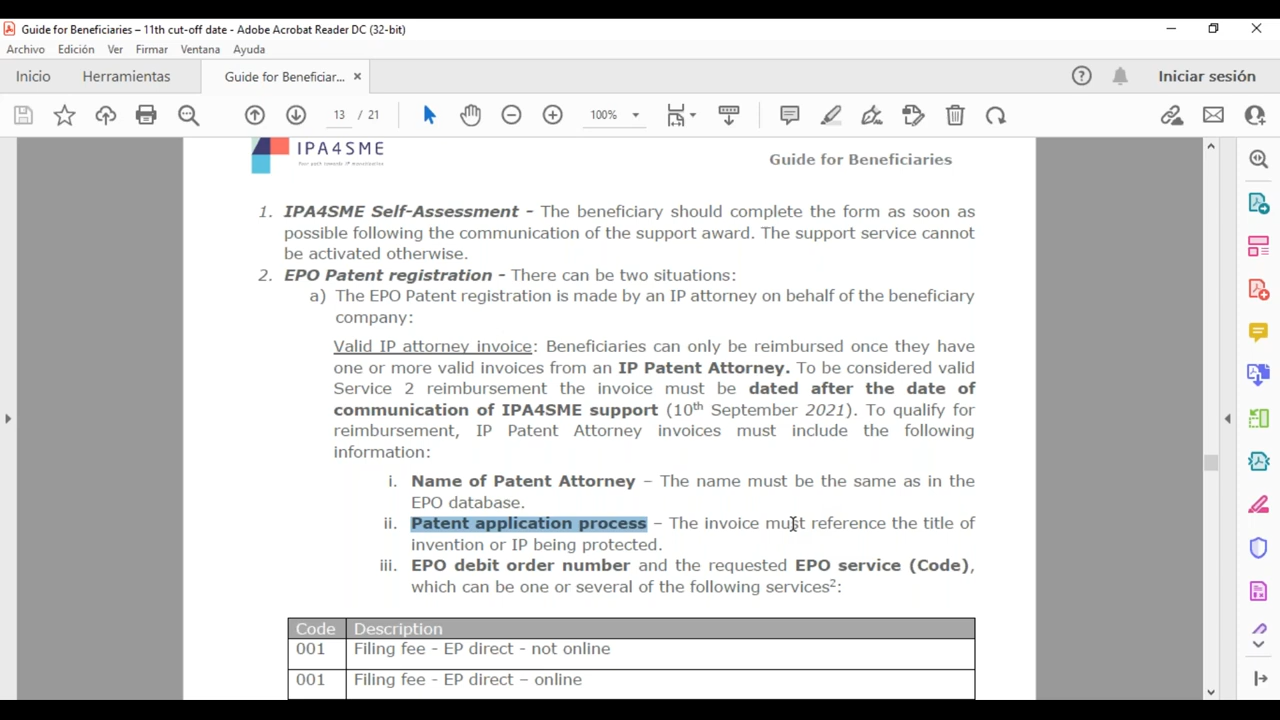 Guide for Beneficiaries – 11th cut-off date - Adobe Acrobat Reader DC (32-bit)
Archivo Edición Ver Firmar Ventana Ayuda
Inicio Herramientas Guide for Beneficiar... × Iniciar sesión
13 / 21 100%
IPA4SME
Guide for Beneficiaries
1. IPA4SME Self-Assessment - The beneficiary should complete the form as soon as
possible following the communication of the support award. The support service cannot
be activated otherwise.
2. EPO Patent registration - There can be two situations:
a) The EPO Patent registration is made by an IP attorney on behalf of the beneficiary
company:
Valid IP attorney invoice: Beneficiaries can only be reimbursed once they have
one or more valid invoices from an IP Patent Attorney. To be considered valid
Service 2 reimbursement the invoice must be dated after the date of
communication of IPA4SME support (10th September 2021). To qualify for
reimbursement, IP Patent Attorney invoices must include the following
information:
i. Name of Patent Attorney – The name must be the same as in the
EPO database.
ii. Patent application process – The invoice must reference the title of
invention or IP being protected.
iii. EPO debit order number and the requested EPO service (Code),
which can be one or several of the following services2:
Code Description
001 Filing fee - EP direct - not online
001 Filing fee - EP direct – online